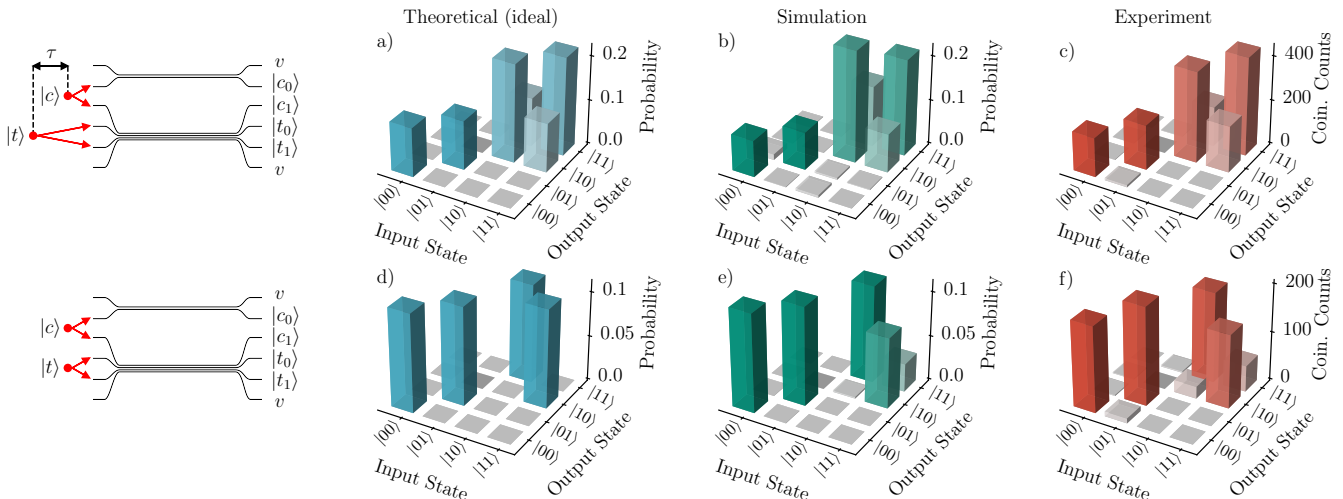 Theoretical (ideal)
Simulation
Experiment
τ
|c⟩
|t⟩
v
|c₀⟩
|c₁⟩
|t₀⟩
|t₁⟩
v
a)
0.2
0.1
0.0
Probability
|00⟩
|01⟩
|10⟩
|11⟩
Input State
|00⟩
|01⟩
|10⟩
|11⟩
Output State
b)
0.2
0.1
0.0
Probability
|00⟩
|01⟩
|10⟩
|11⟩
Input State
|00⟩
|01⟩
|10⟩
|11⟩
Output State
c)
400
200
0
Coin. Counts
|00⟩
|01⟩
|10⟩
|11⟩
Input State
|00⟩
|01⟩
|10⟩
|11⟩
Output State
|c⟩
|t⟩
v
|c₀⟩
|c₁⟩
|t₀⟩
|t₁⟩
v
d)
0.1
0.05
0.0
Probability
|00⟩
|01⟩
|10⟩
|11⟩
Input State
|00⟩
|01⟩
|10⟩
|11⟩
Output State
e)
0.1
0.05
0.0
Probability
|00⟩
|01⟩
|10⟩
|11⟩
Input State
|00⟩
|01⟩
|10⟩
|11⟩
Output State
f)
200
100
0
Coin. Counts
|00⟩
|01⟩
|10⟩
|11⟩
Input State
|00⟩
|01⟩
|10⟩
|11⟩
Output State